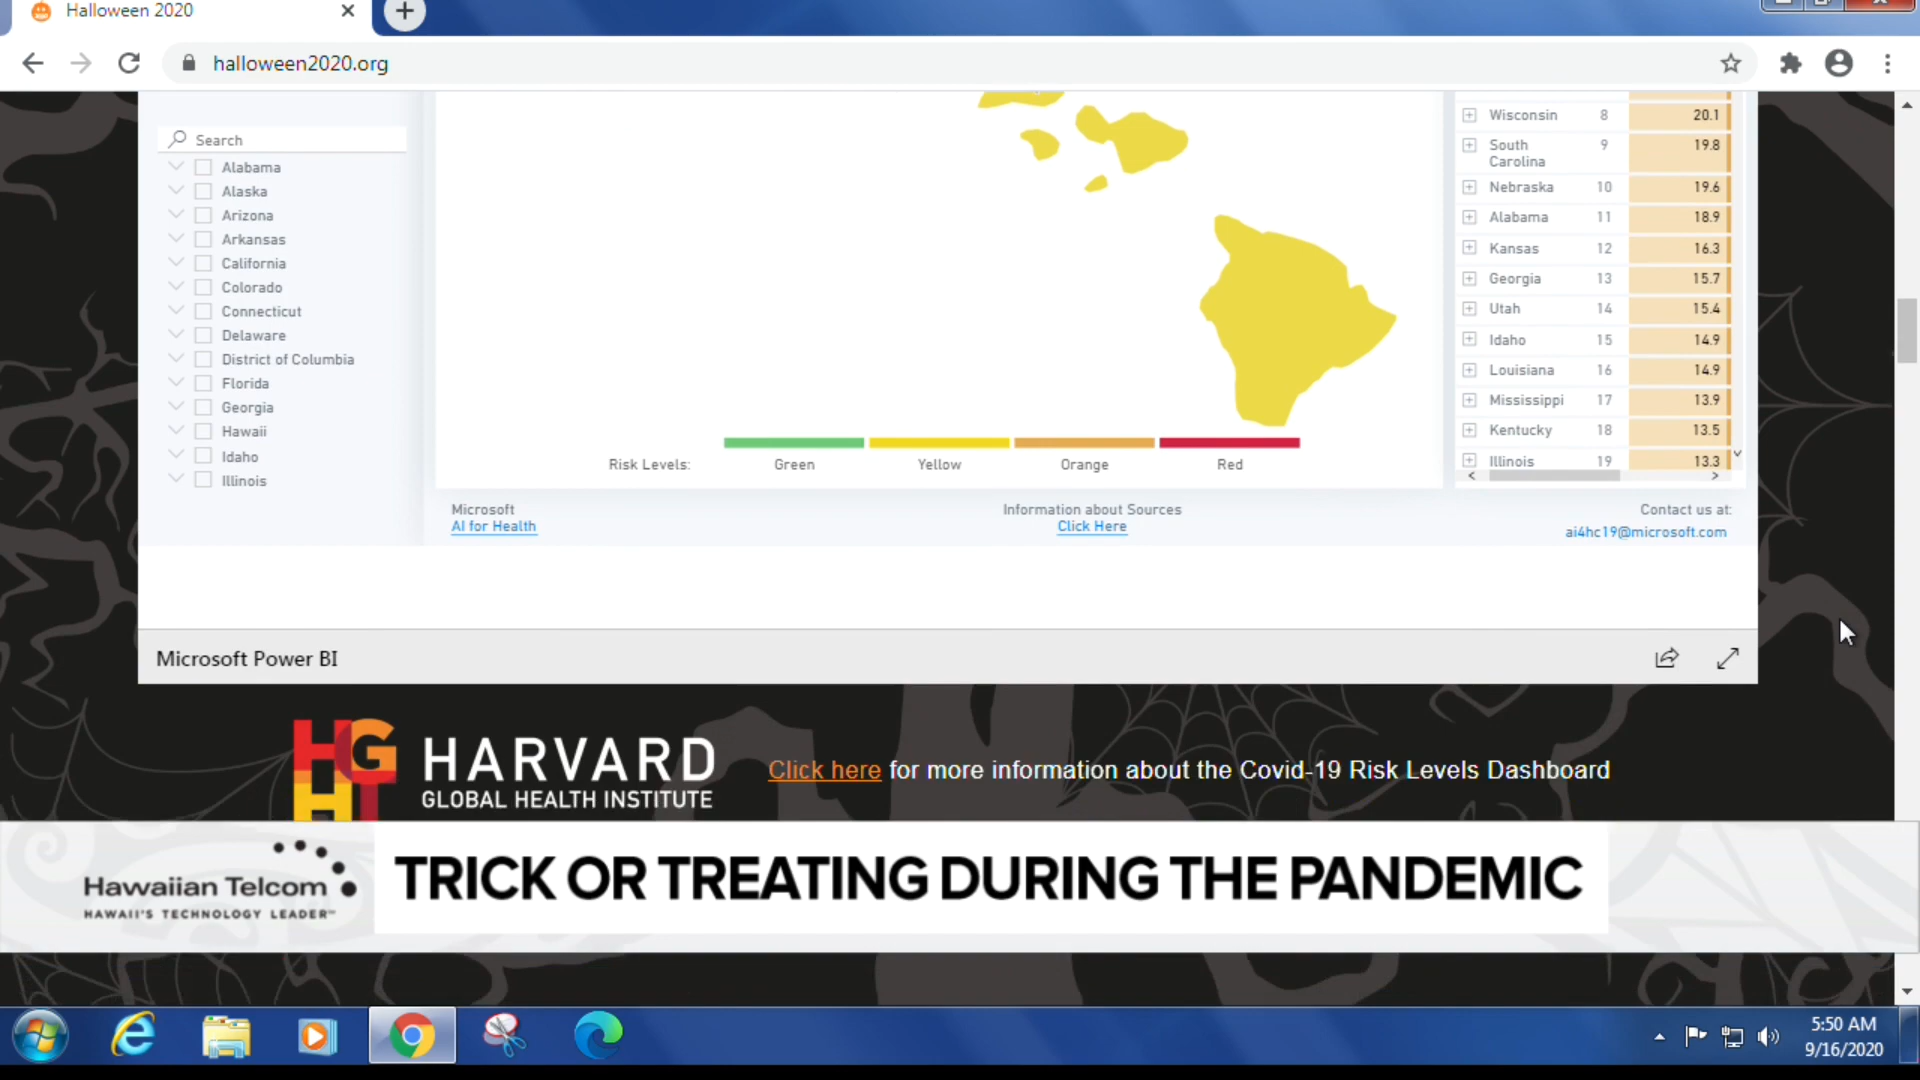 Halloween 2020
halloween2020.org
Search
Alabama
Alaska
Arizona
Arkansas
California
Colorado
Connecticut
Delaware
District of Columbia
Florida
Georgia
Hawaii
Idaho
Illinois
Risk Levels:
Green
Yellow
Orange
Red
Wisconsin 8 20.1
South
Carolina 9 19.8
Nebraska 10 19.6
Alabama 11 18.9
Kansas 12 16.3
Georgia 13 15.7
Utah 14 15.4
Idaho 15 14.9
Louisiana 16 14.9
Mississippi 17 13.9
Kentucky 18 13.5
Illinois 19 13.3
Microsoft
AI for Health
Information about Sources
Click Here
Contact us at:
ai4hc19@microsoft.com
Microsoft Power BI
HGHI
HARVARD
GLOBAL HEALTH INSTITUTE
Click here for more information about the Covid-19 Risk Levels Dashboard
Hawaiian Telcom
HAWAII'S TECHNOLOGY LEADER™
TRICK OR TREATING DURING THE PANDEMIC
5:50 AM
9/16/2020